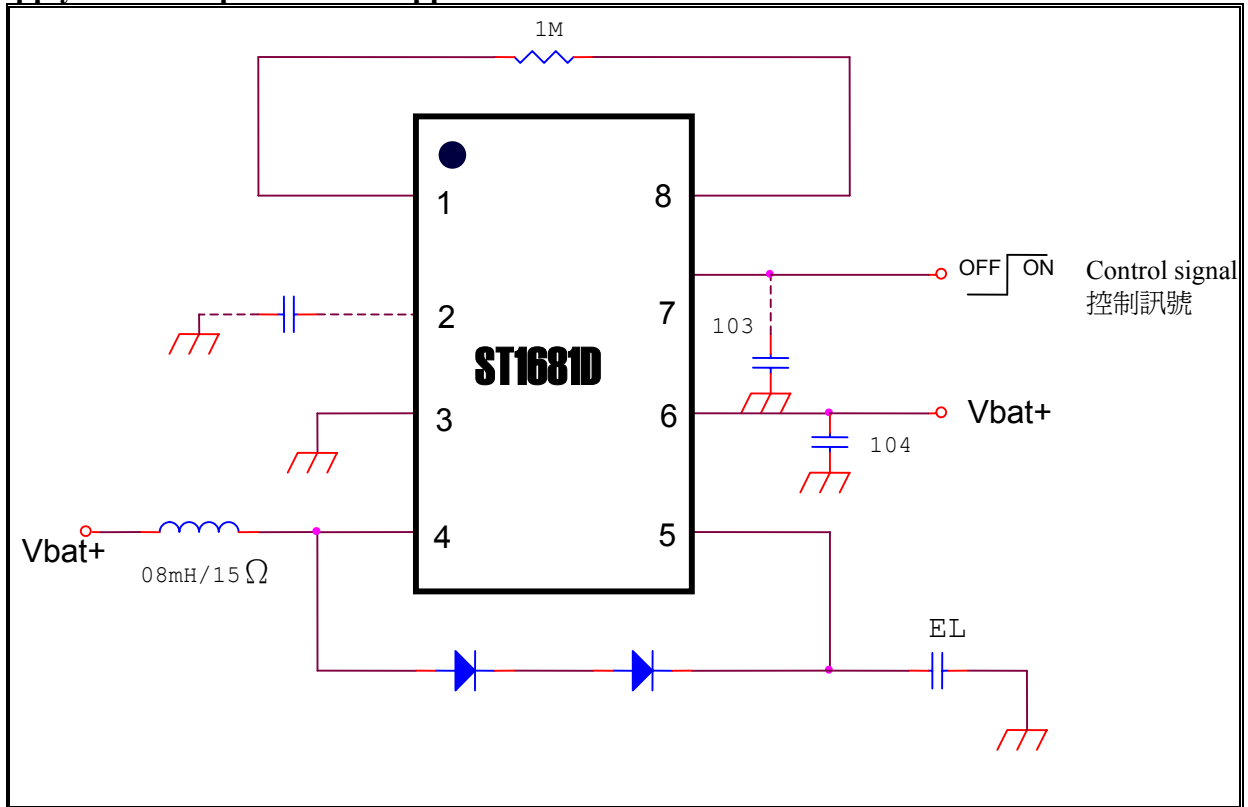 1M
1
8
OFF ON Control signal
控制訊號
2
7
103
ST1681D
3
6
Vbat+
104
Vbat+
4
5
08mH/15Ω
EL